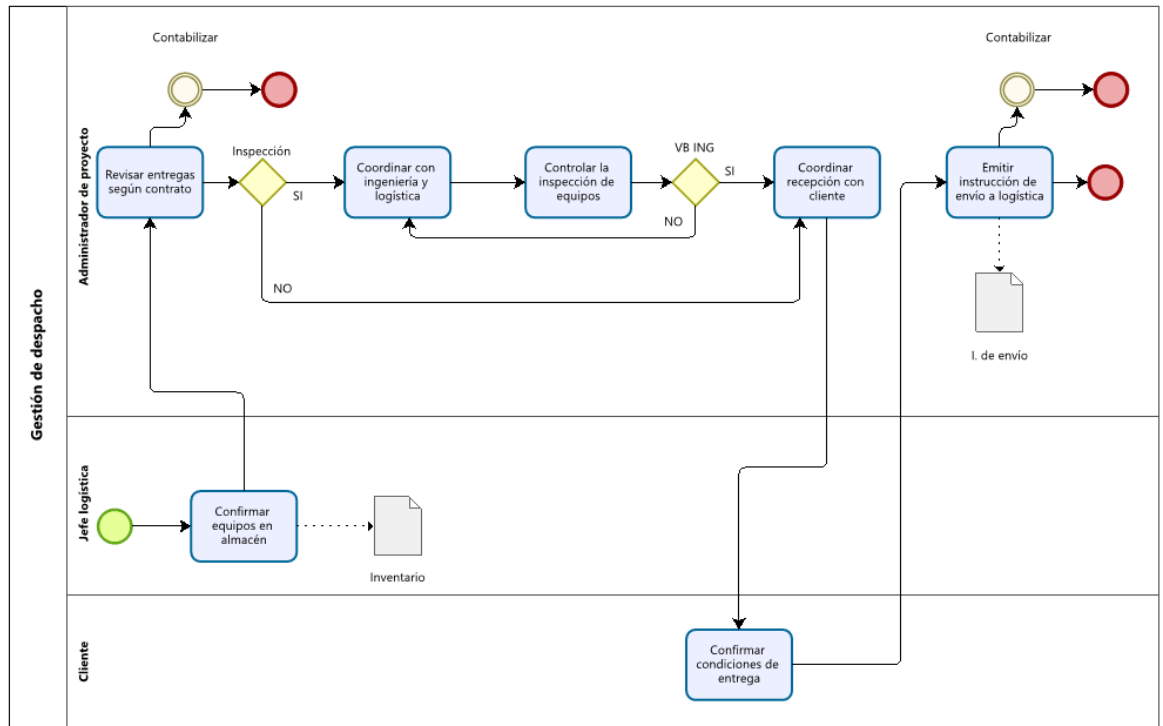 Gestión de despacho
Administrador de proyecto
Contabilizar
Contabilizar
Revisar entregas
según contrato
Inspección
SI
NO
Coordinar con
ingeniería y
logística
Controlar la
inspección de
equipos
VB ING
SI
NO
Coordinar
recepción con
cliente
Emitir
instrucción de
envío a logística
I. de envío
Jefe logística
Confirmar
equipos en
almacén
Inventario
Cliente
Confirmar
condiciones de
entrega